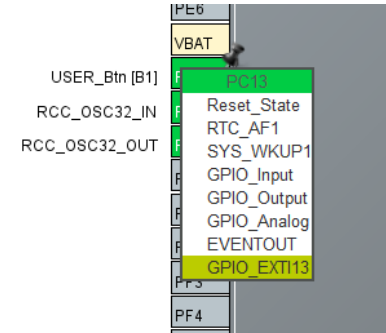 PE6
VBAT
USER_Btn [B1]
PC13
RCC_OSC32_IN
RCC_OSC32_OUT
Reset_State
RTC_AF1
SYS_WKUP1
GPIO_Input
GPIO_Output
GPIO_Analog
EVENTOUT
GPIO_EXTI13
PF3
PF4